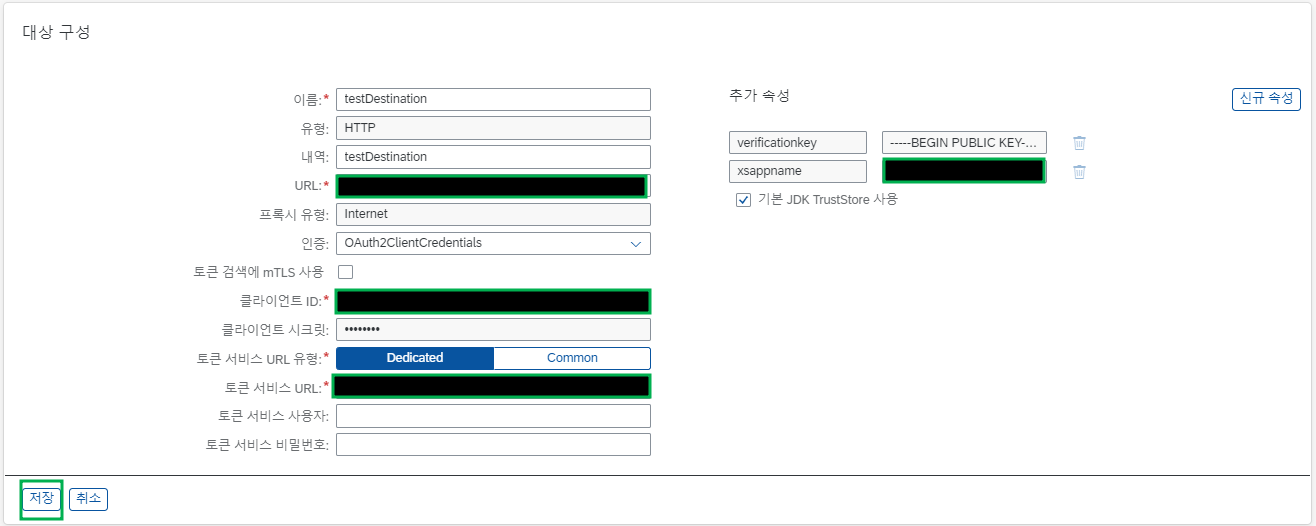 대상 구성
이름:* testDestination
유형: HTTP
내역: testDestination
URL:*
프록시 유형: Internet
인증: OAuth2ClientCredentials
토큰 검색에 mTLS 사용
클라이언트 ID:*
클라이언트 시크릿: ••••••••
토큰 서비스 URL 유형:* Dedicated Common
토큰 서비스 URL:*
토큰 서비스 사용자:
토큰 서비스 비밀번호:
추가 속성 신규 속성
verificationkey -----BEGIN PUBLIC KEY-...
xsappname
기본 JDK TrustStore 사용
저장 취소